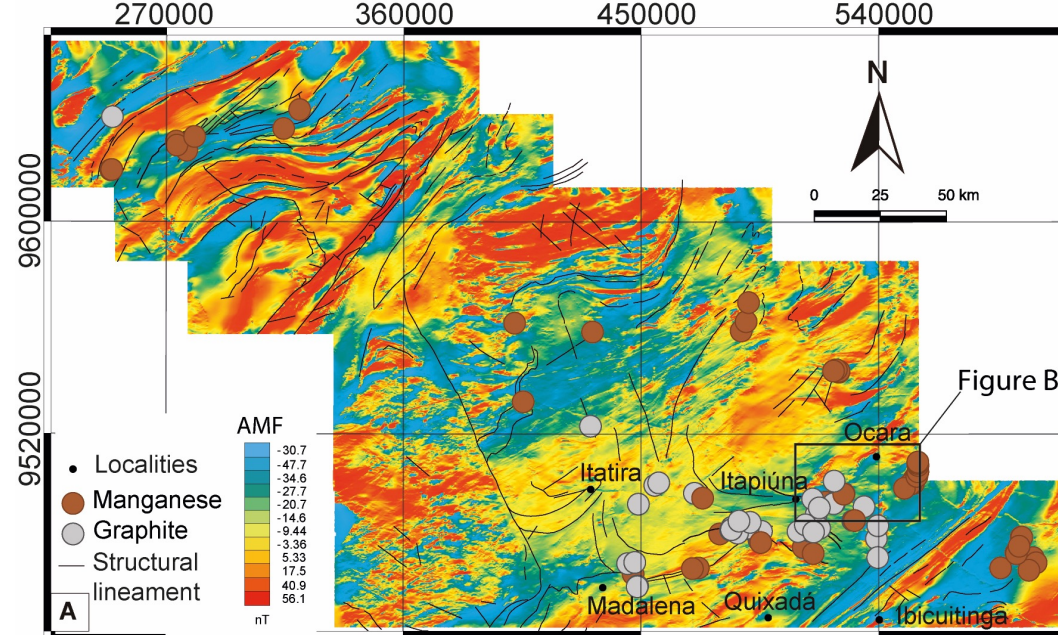 270000
360000
450000
540000
N
0
25
50 km
9600000
9520000
Figure B
AMF
-30.7
-47.7
-34.6
-27.7
-20.7
-14.6
-9.44
-3.36
5.33
17.5
40.9
56.1
nT
Localities
Manganese
Graphite
Structural
lineament
A
Ocara
Itatira
Itapiúna
Madalena
Quixadá
Ibicuitinga